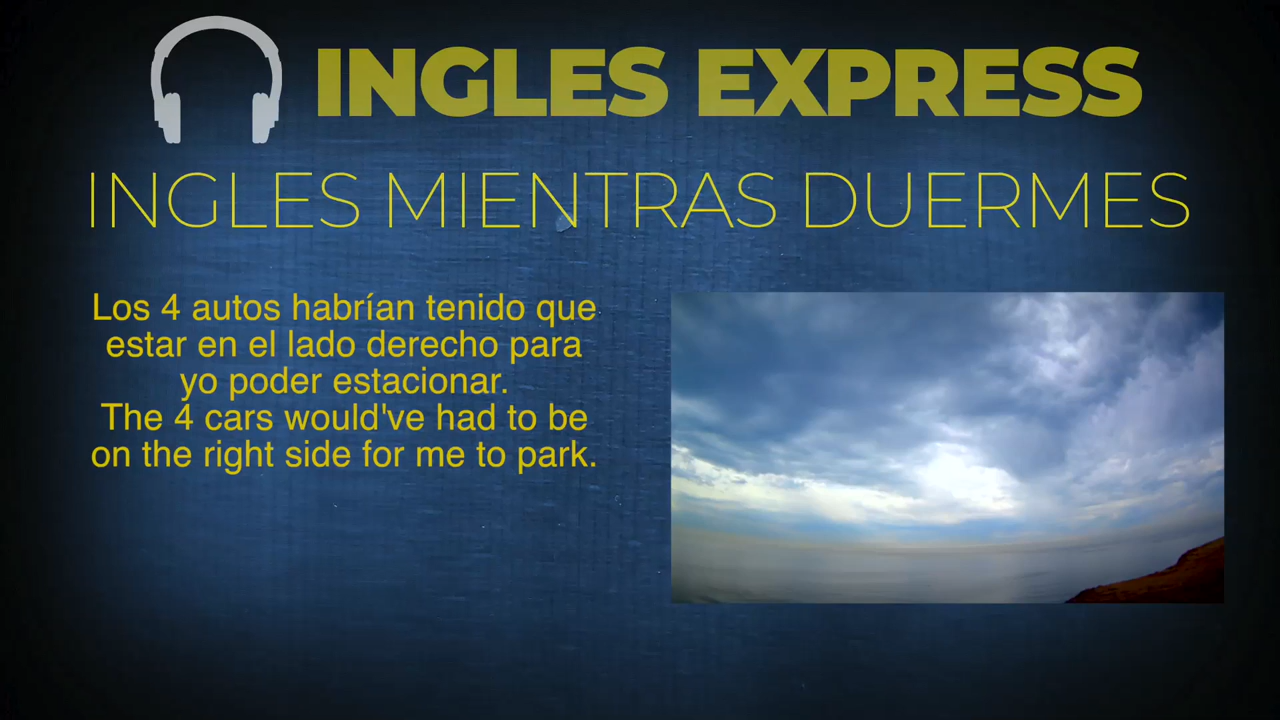 INGLES EXPRESS
INGLES MIENTRAS DUERMES
Los 4 autos habrían tenido que
estar en el lado derecho para
yo poder estacionar.
The 4 cars would've had to be
on the right side for me to park.